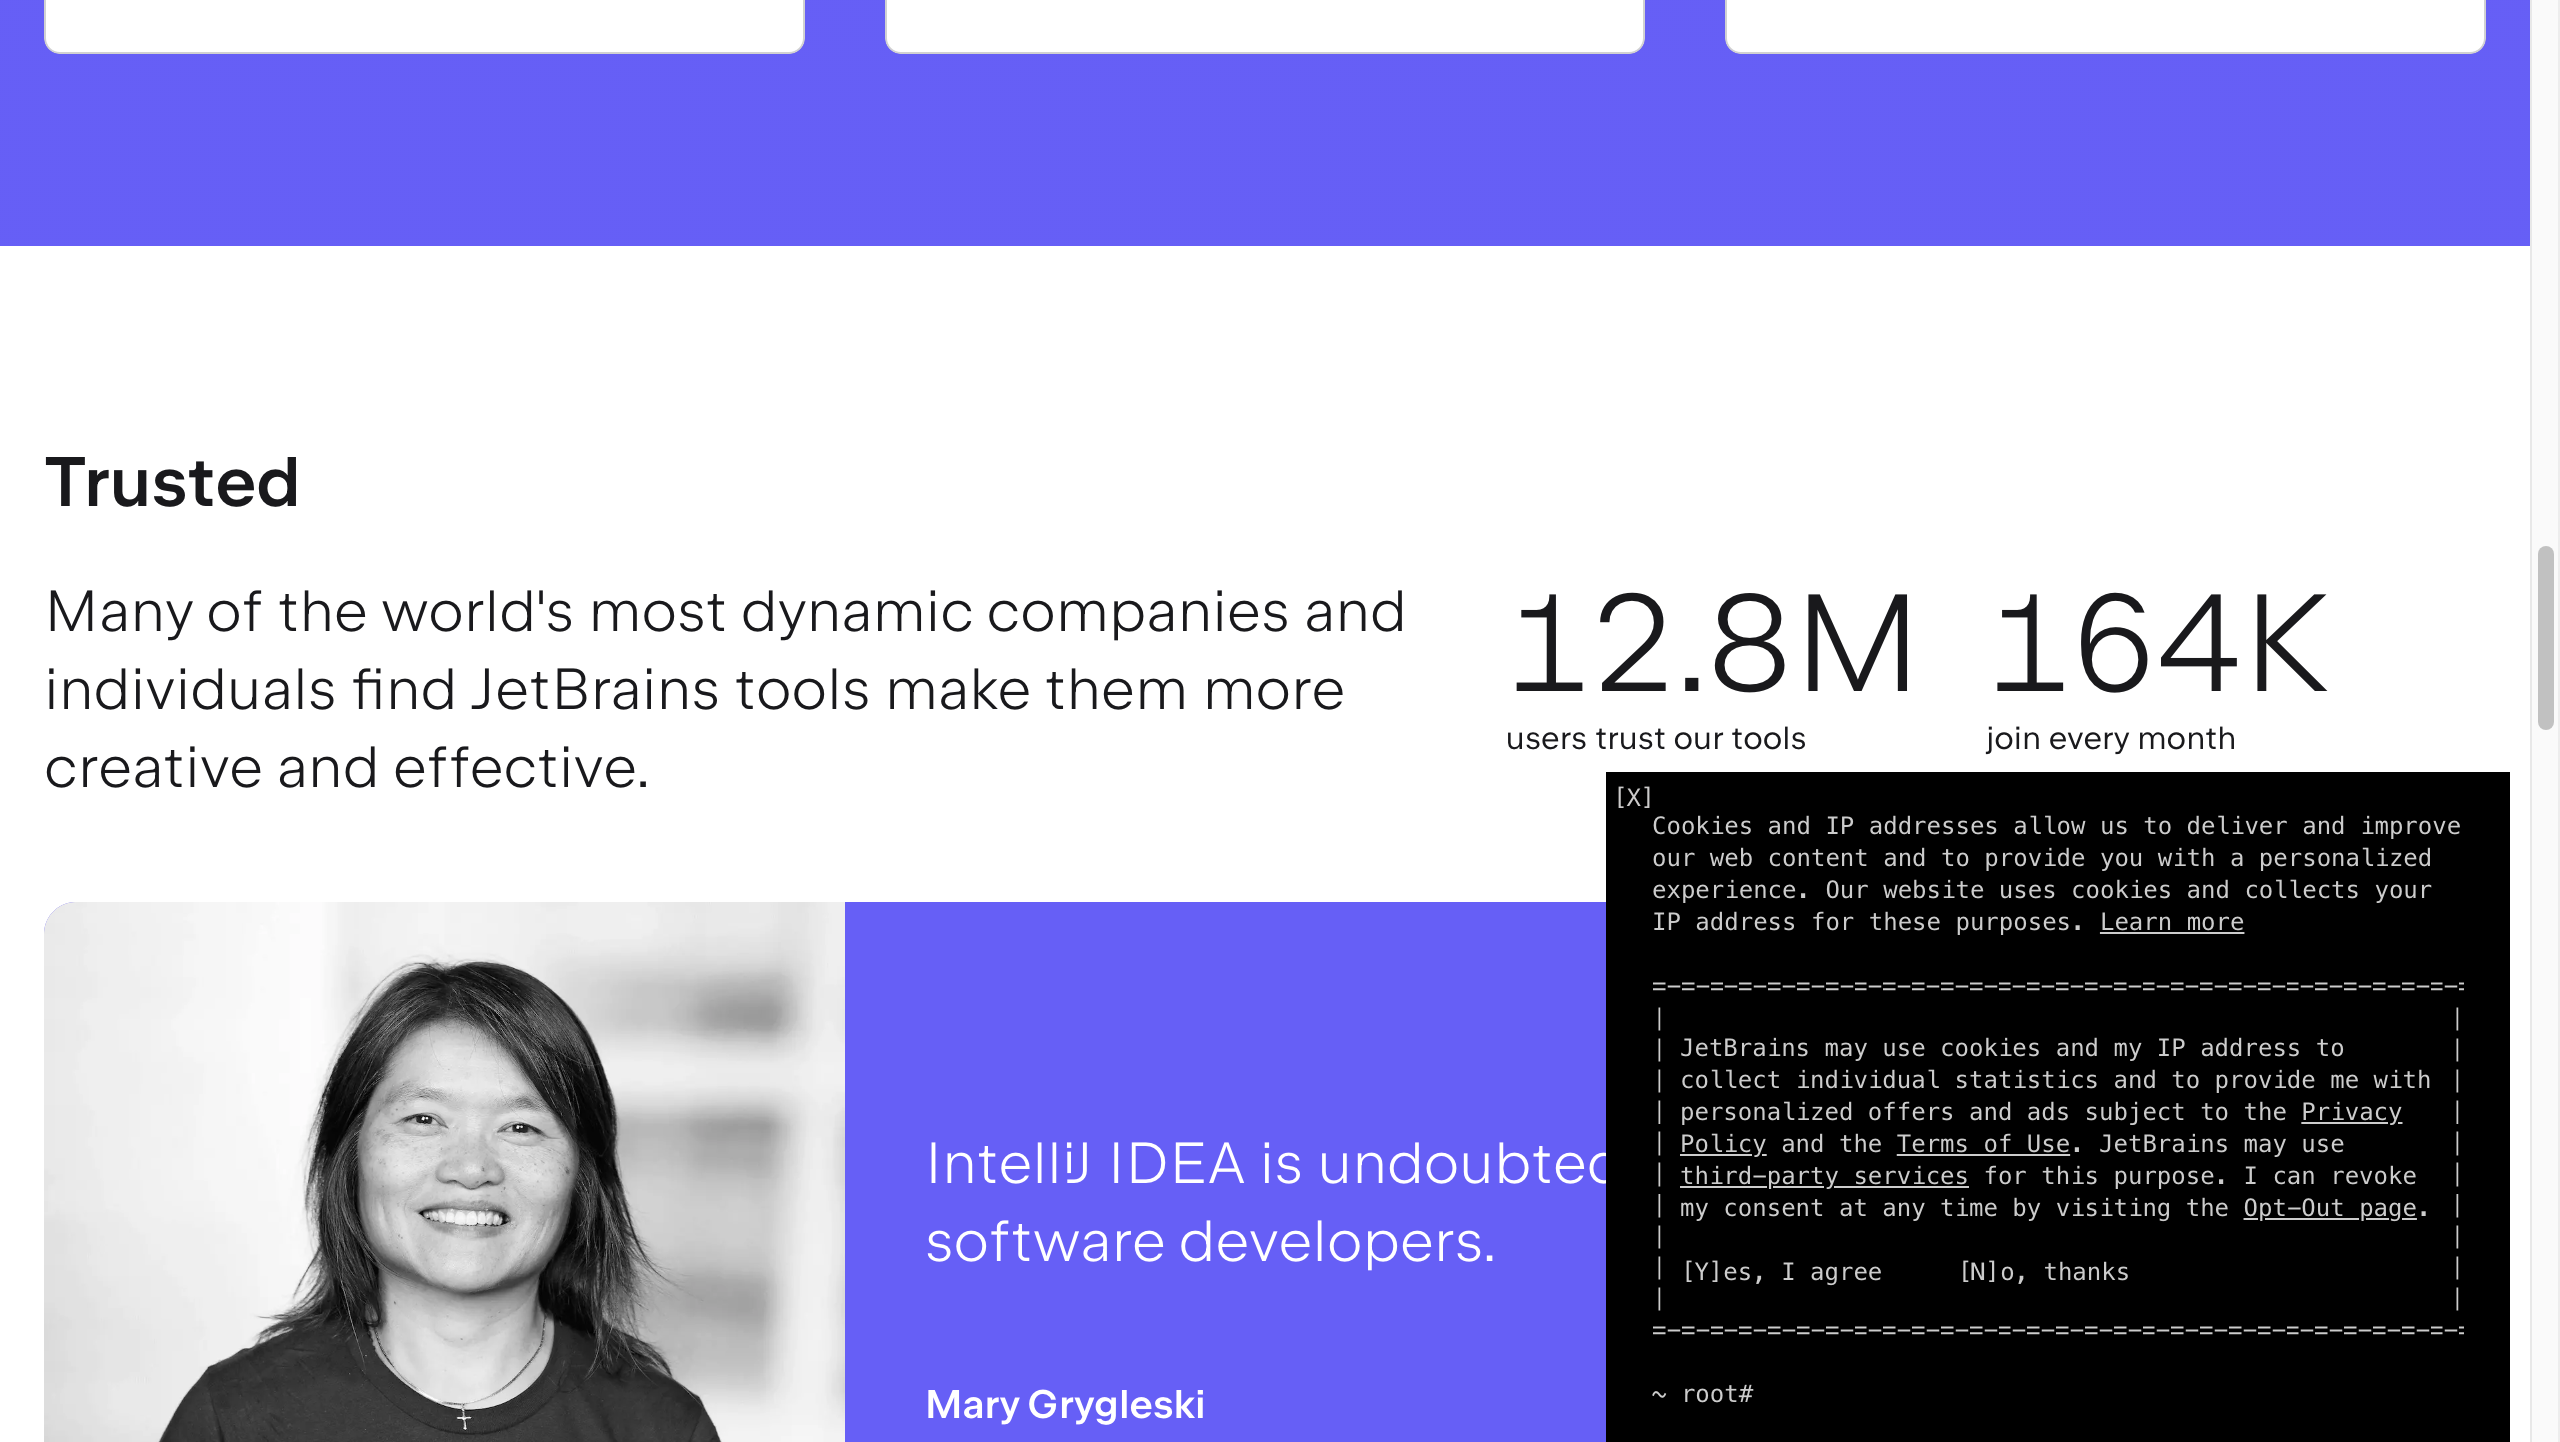 Trusted
Many of the world's most dynamic companies and
individuals find JetBrains tools make them more
creative and effective.
12.8M
users trust our tools
164K
join every month
IntelliJ IDEA is
software developers.
Mary Grygleski
[X]
Cookies and IP addresses allow us to deliver and improve
our web content and to provide you with a personalized
experience. Our website uses cookies and collects your
IP address for these purposes. Learn more
=-=-=-=-=-=-=-=-=-=-=-=-=-=-=-=-=-=-=-=-=-=-=-=-=-=-=-=-=
| |
| JetBrains may use cookies and my IP address to |
| collect individual statistics and to provide me with |
| personalized offers and ads subject to the Privacy |
| Policy and the Terms of Use. JetBrains may use |
| third-party services for this purpose. I can revoke |
| my consent at any time by visiting the Opt-Out page. |
| |
| [Y]es, I agree [N]o, thanks |
| |
=-=-=-=-=-=-=-=-=-=-=-=-=-=-=-=-=-=-=-=-=-=-=-=-=-=-=-=-=
~ root#